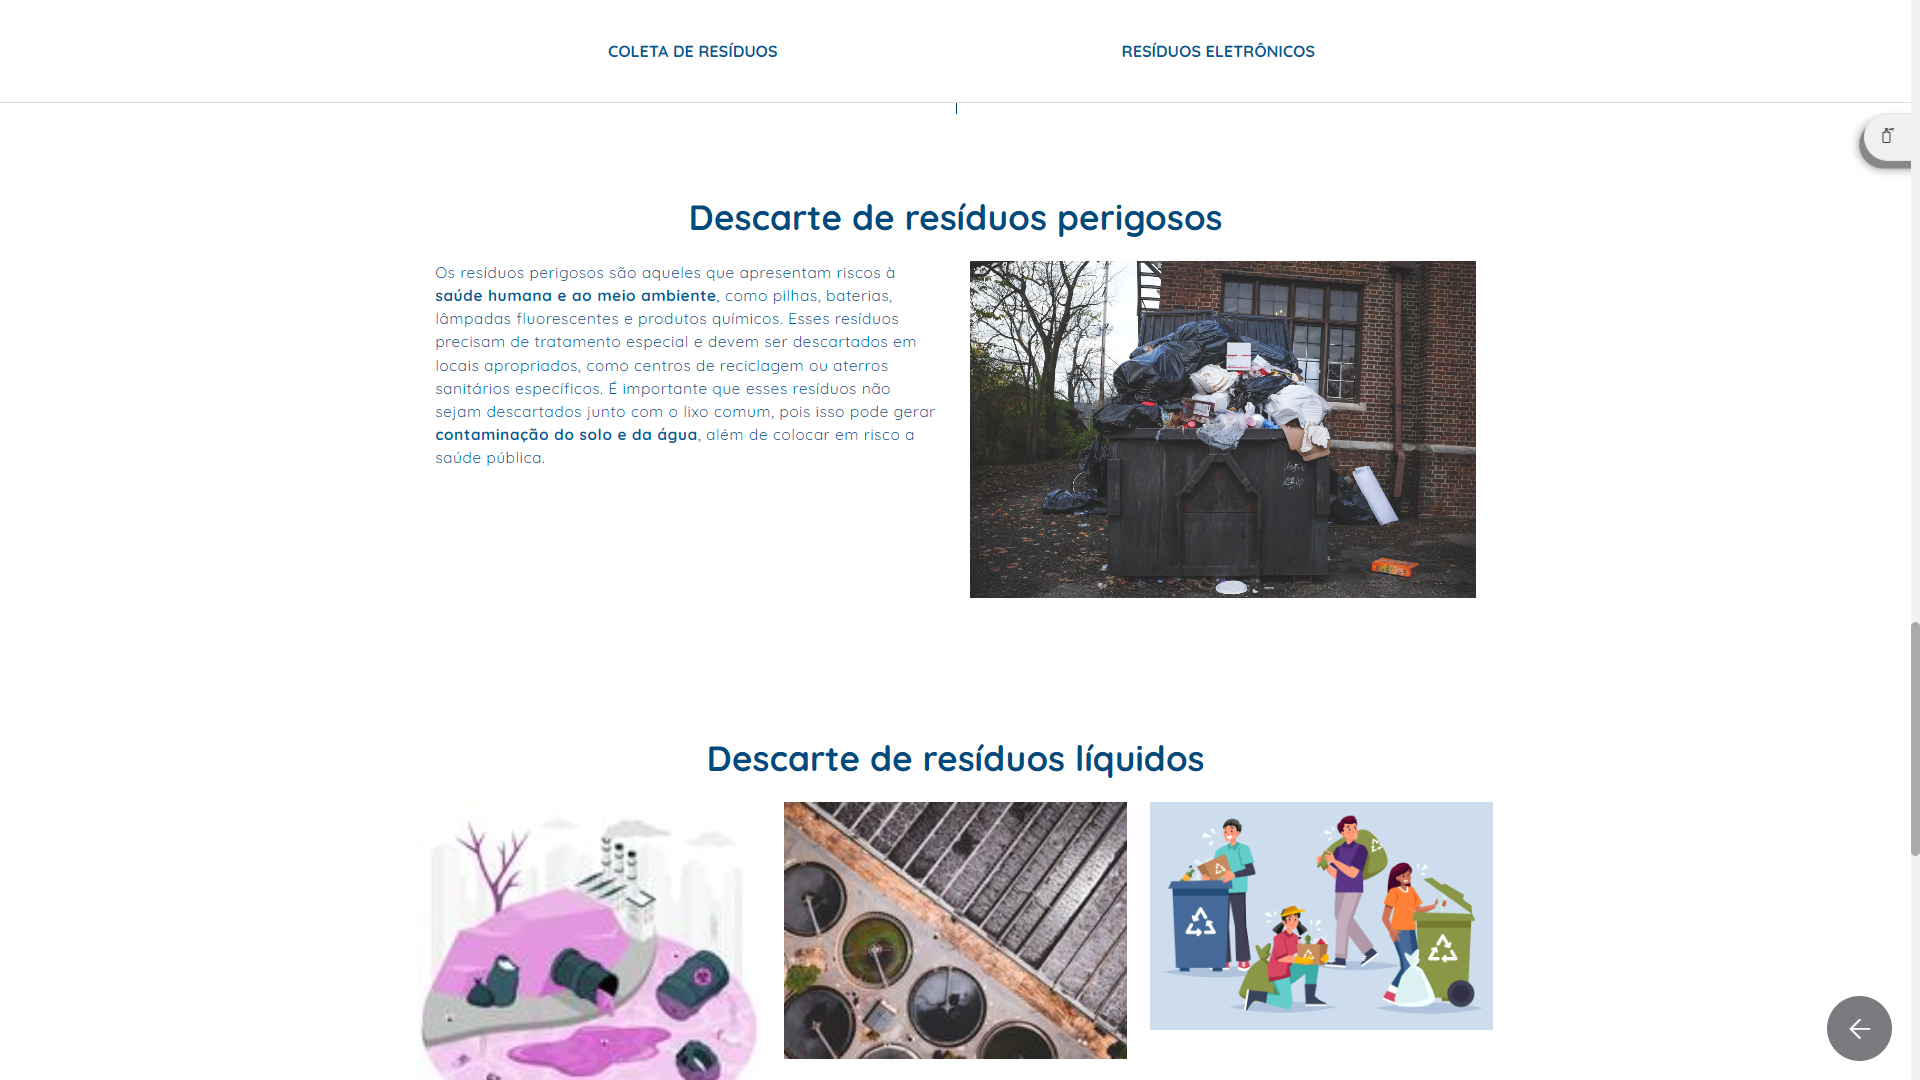 COLETA DE RESÍDUOS
RESÍDUOS ELETRÔNICOS
Descarte de resíduos perigosos
Os resíduos perigosos são aqueles que apresentam riscos à
saúde humana e ao meio ambiente, como pilhas, baterias,
lâmpadas fluorescentes e produtos químicos. Esses resíduos
precisam de tratamento especial e devem ser descartados em
locais apropriados, como centros de reciclagem ou aterros
sanitários específicos. É importante que esses resíduos não
sejam descartados junto com o lixo comum, pois isso pode gerar
contaminação do solo e da água, além de colocar em risco a
saúde pública.
Descarte de resíduos líquidos